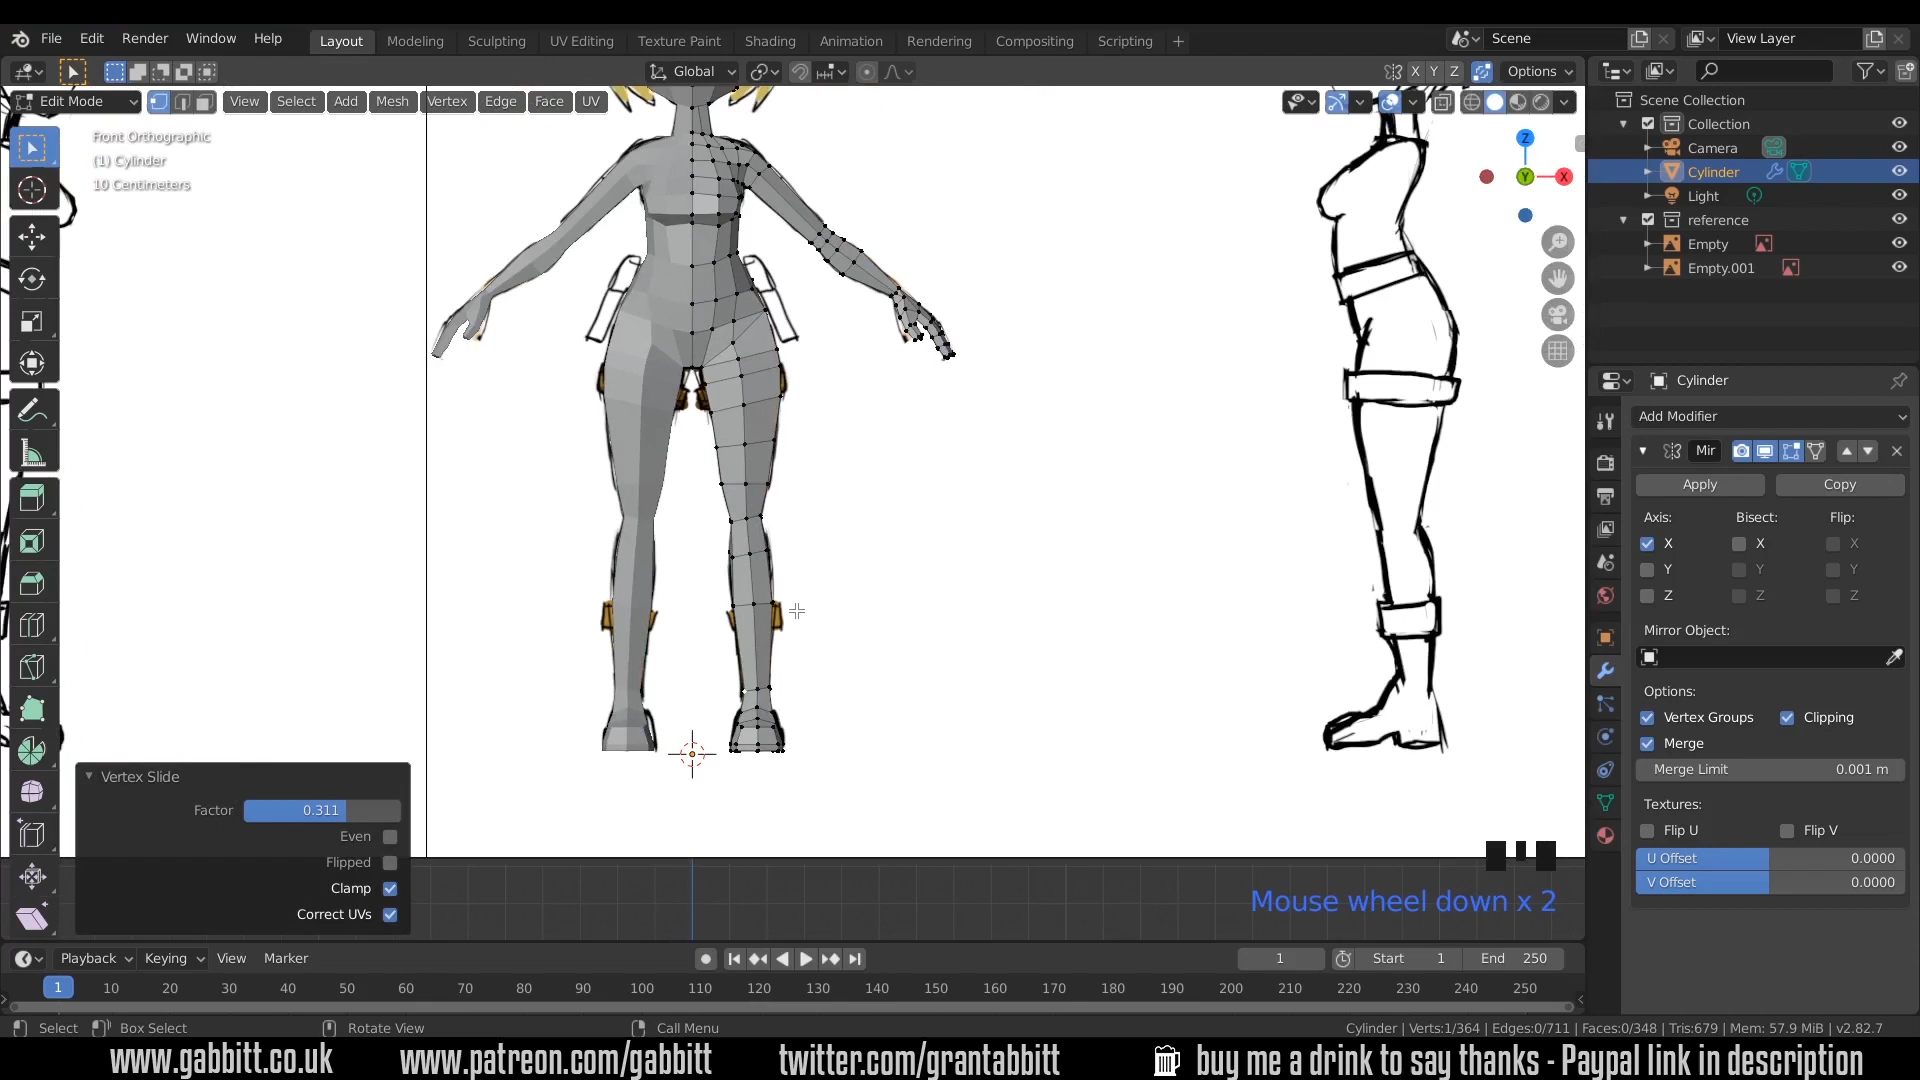 File Edit Render Window Help Layout Modeling Sculpting UV Editing Texture Paint Shading Animation Rendering Compositing Scripting + Scene View Layer
Global X Y Z Options
Edit Mode View Select Add Mesh Vertex Edge Face UV
Scene Collection
Collection
Camera
Cylinder
Light
reference
Empty
Empty.001
Front Orthographic
(1) Cylinder
10 Centimeters
Z
Y
X
Cylinder
Add Modifier
Mir
Apply Copy
Axis: Bisect: Flip:
X X X
Y Y Y
Z Z Z
Mirror Object:
Options:
Vertex Groups Clipping
Merge
Merge Limit 0.001 m
Textures:
Flip U Flip V
U Offset 0.0000
V Offset 0.0000
Vertex Slide
Factor 0.311
Even
Flipped
Clamp
Correct UVs
Mouse wheel down x 2
Playback Keying View Marker 1 Start 1 End 250
1 10 20 30 40 50 60 70 80 90 100 110 120 130 140 150 160 170 180 190 200 210 220 230 240 250
Select Box Select Rotate View Call Menu Cylinder | Verts:1/364 | Edges:0/711 | Faces:0/348 | Tris:679 | Mem: 57.9 MiB | v2.82.7
www.gabbitt.co.uk www.patreon.com/gabbitt twitter.com/grantabbitt buy me a drink to say thanks - Paypal link in description